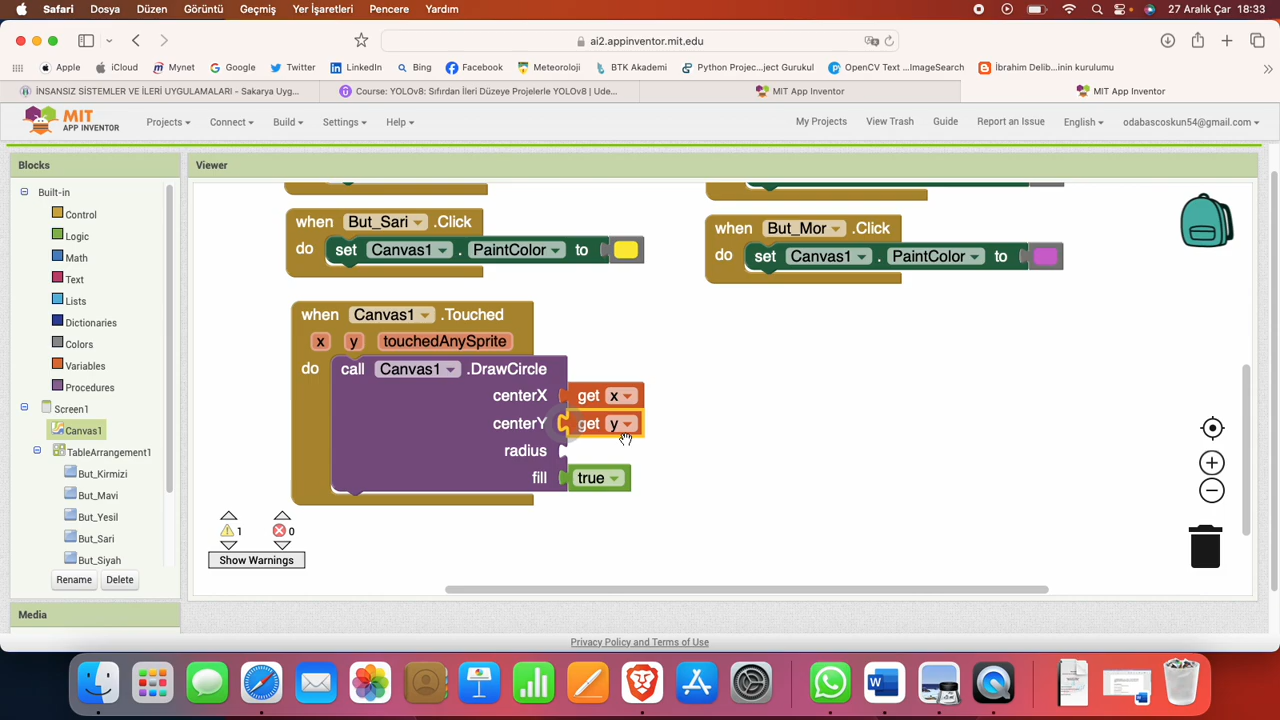 Safari Dosya Düzen Görüntü Geçmiş Yer İşaretleri Pencere Yardım 27 Aralık Çar 18:33
ai2.appinventor.mit.edu
Apple iCloud Mynet Google Twitter LinkedIn Bing Facebook Meteoroloji BTK Akademi Python Projec...ject Gurukul OpenCV Text ...ImageSearch İbrahim Delib...inin kurulumu
İNSANSIZ SİSTEMLER VE İLERİ UYGULAMALARI - Sakarya Uyg... Course: YOLOv8: Sıfırdan İleri Düzeye Projelerle YOLOv8 | Ude... MIT App Inventor MIT App Inventor
MIT APP INVENTOR Projects Connect Build Settings Help My Projects View Trash Guide Report an Issue English odabascoskun54@gmail.com
Blocks Viewer
Built-in
Control
Logic
Math
Text
Lists
Dictionaries
Colors
Variables
Procedures
Screen1
Canvas1
TableArrangement1
But_Kirmizi
But_Mavi
But_Yesil
But_Sari
But_Siyah
Rename Delete
Media
when But_Sari .Click
do set Canvas1 . PaintColor to
when But_Mor .Click
do set Canvas1 . PaintColor to
when Canvas1 .Touched
x y touchedAnySprite
do call Canvas1 .DrawCircle
centerX get x
centerY get y
radius
fill true
1 0
Show Warnings
Privacy Policy and Terms of Use